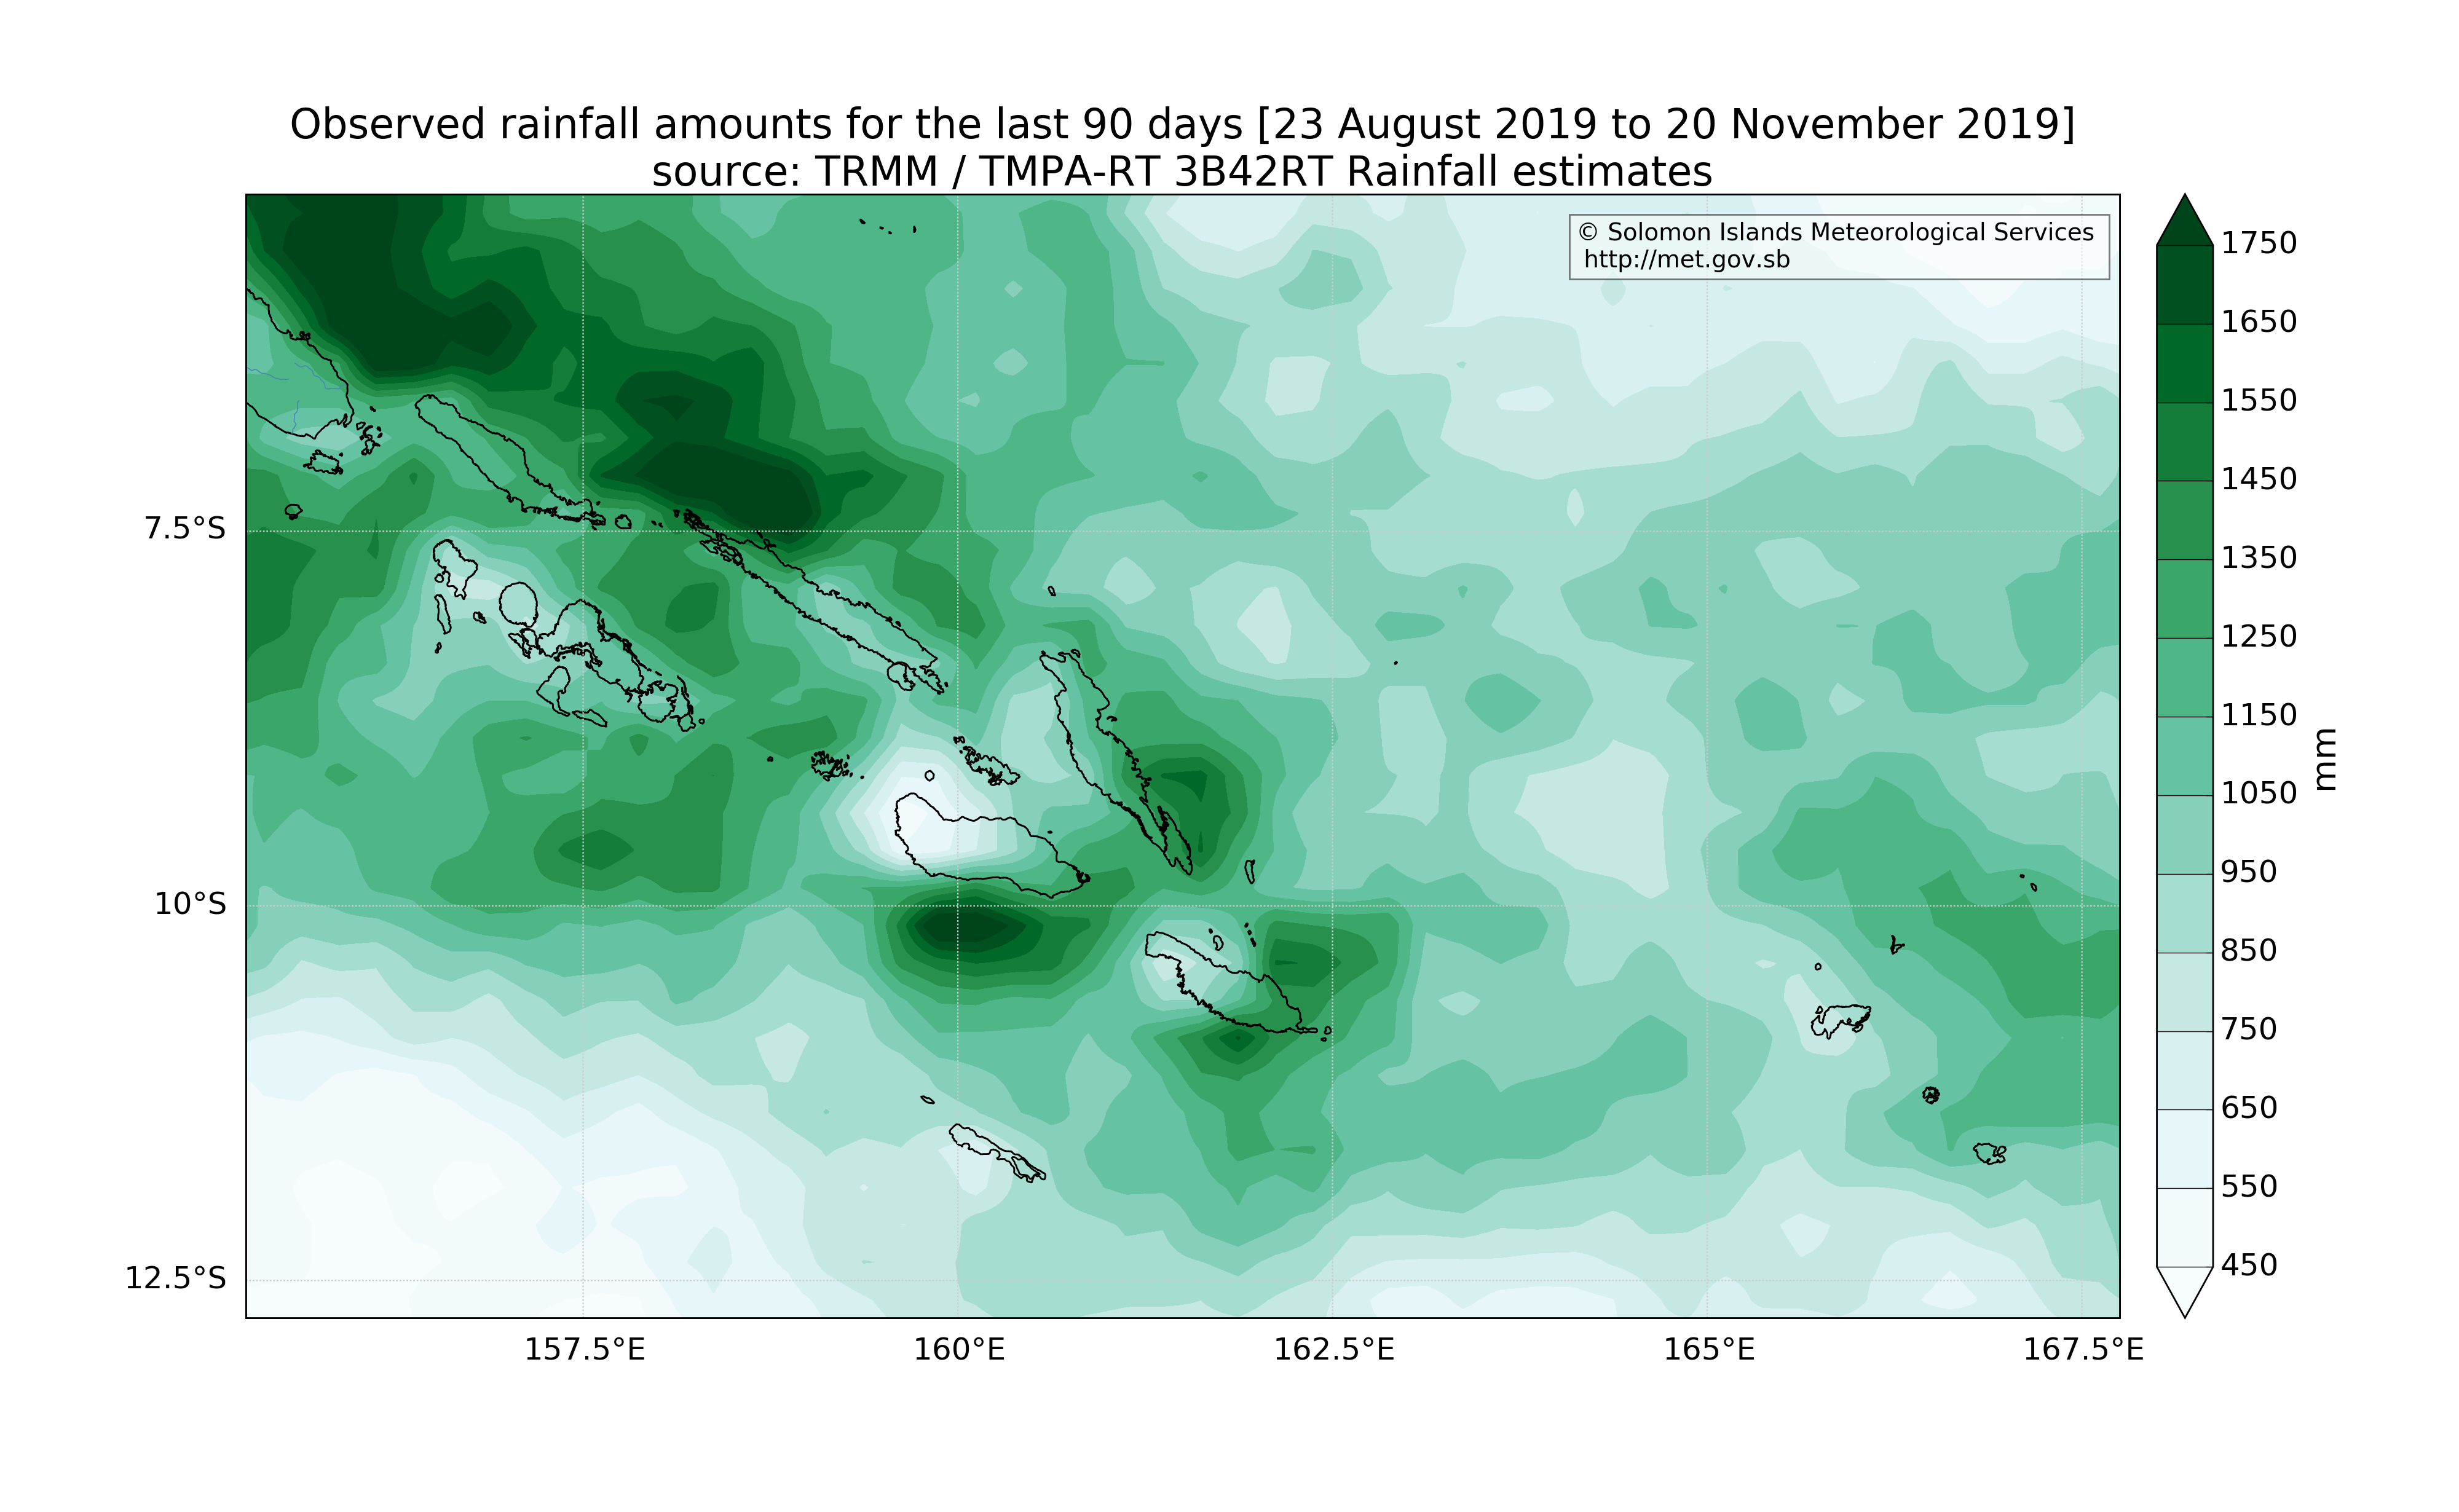 Observed rainfall amounts for the last 90 days [23 August 2019 to 20 November 2019]
source: TRMM / TMPA-RT 3B42RT Rainfall estimates
© Solomon Islands Meteorological Services
http://met.gov.sb
7.5°S
10°S
12.5°S
157.5°E
160°E
162.5°E
165°E
167.5°E
1750
1650
1550
1450
1350
1250
1150
1050
950
850
750
650
550
450
mm